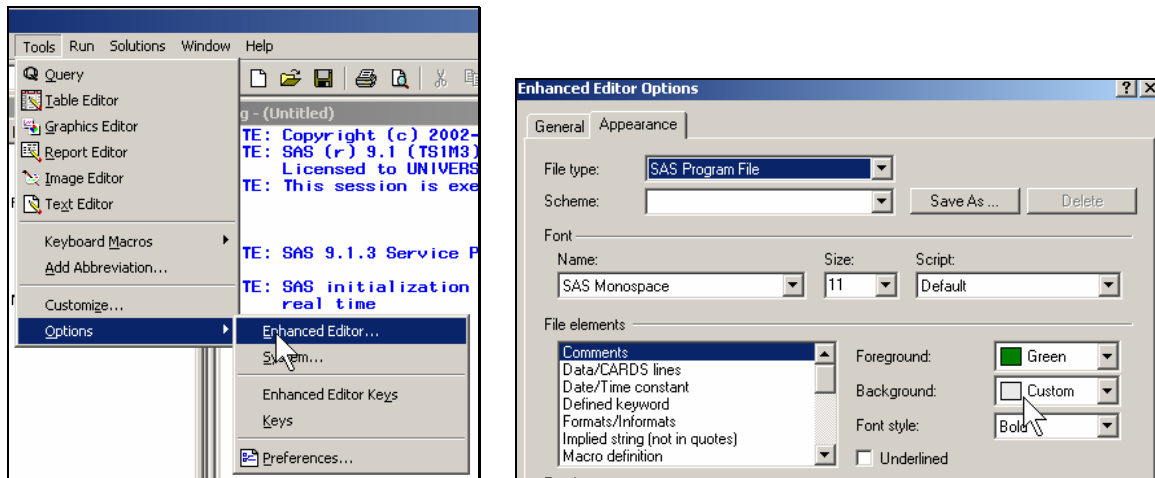 Tools Run Solutions Window Help
Query
Table Editor
Graphics Editor
Report Editor
Image Editor
Text Editor
Keyboard Macros
Add Abbreviation...
Customize...
Options
g - (Untitled)
TE: Copyright (c) 2002-
TE: SAS (r) 9.1 (TS1M3)
Licensed to UNIVERS
TE: This session is exe
TE: SAS 9.1.3 Service P
TE: SAS initialization
real time
Enhanced Editor...
System...
Enhanced Editor Keys
Keys
Preferences...
Enhanced Editor Options
General Appearance
File type: SAS Program File
Scheme: Save As ... Delete
Font
Name: Size: Script:
SAS Monospace 11 Default
File elements
Comments
Data/CARDS lines
Date/Time constant
Defined keyword
Formats/Informats
Implied string (not in quotes)
Macro definition
Foreground: Green
Background: Custom
Font style: Bold
Underlined